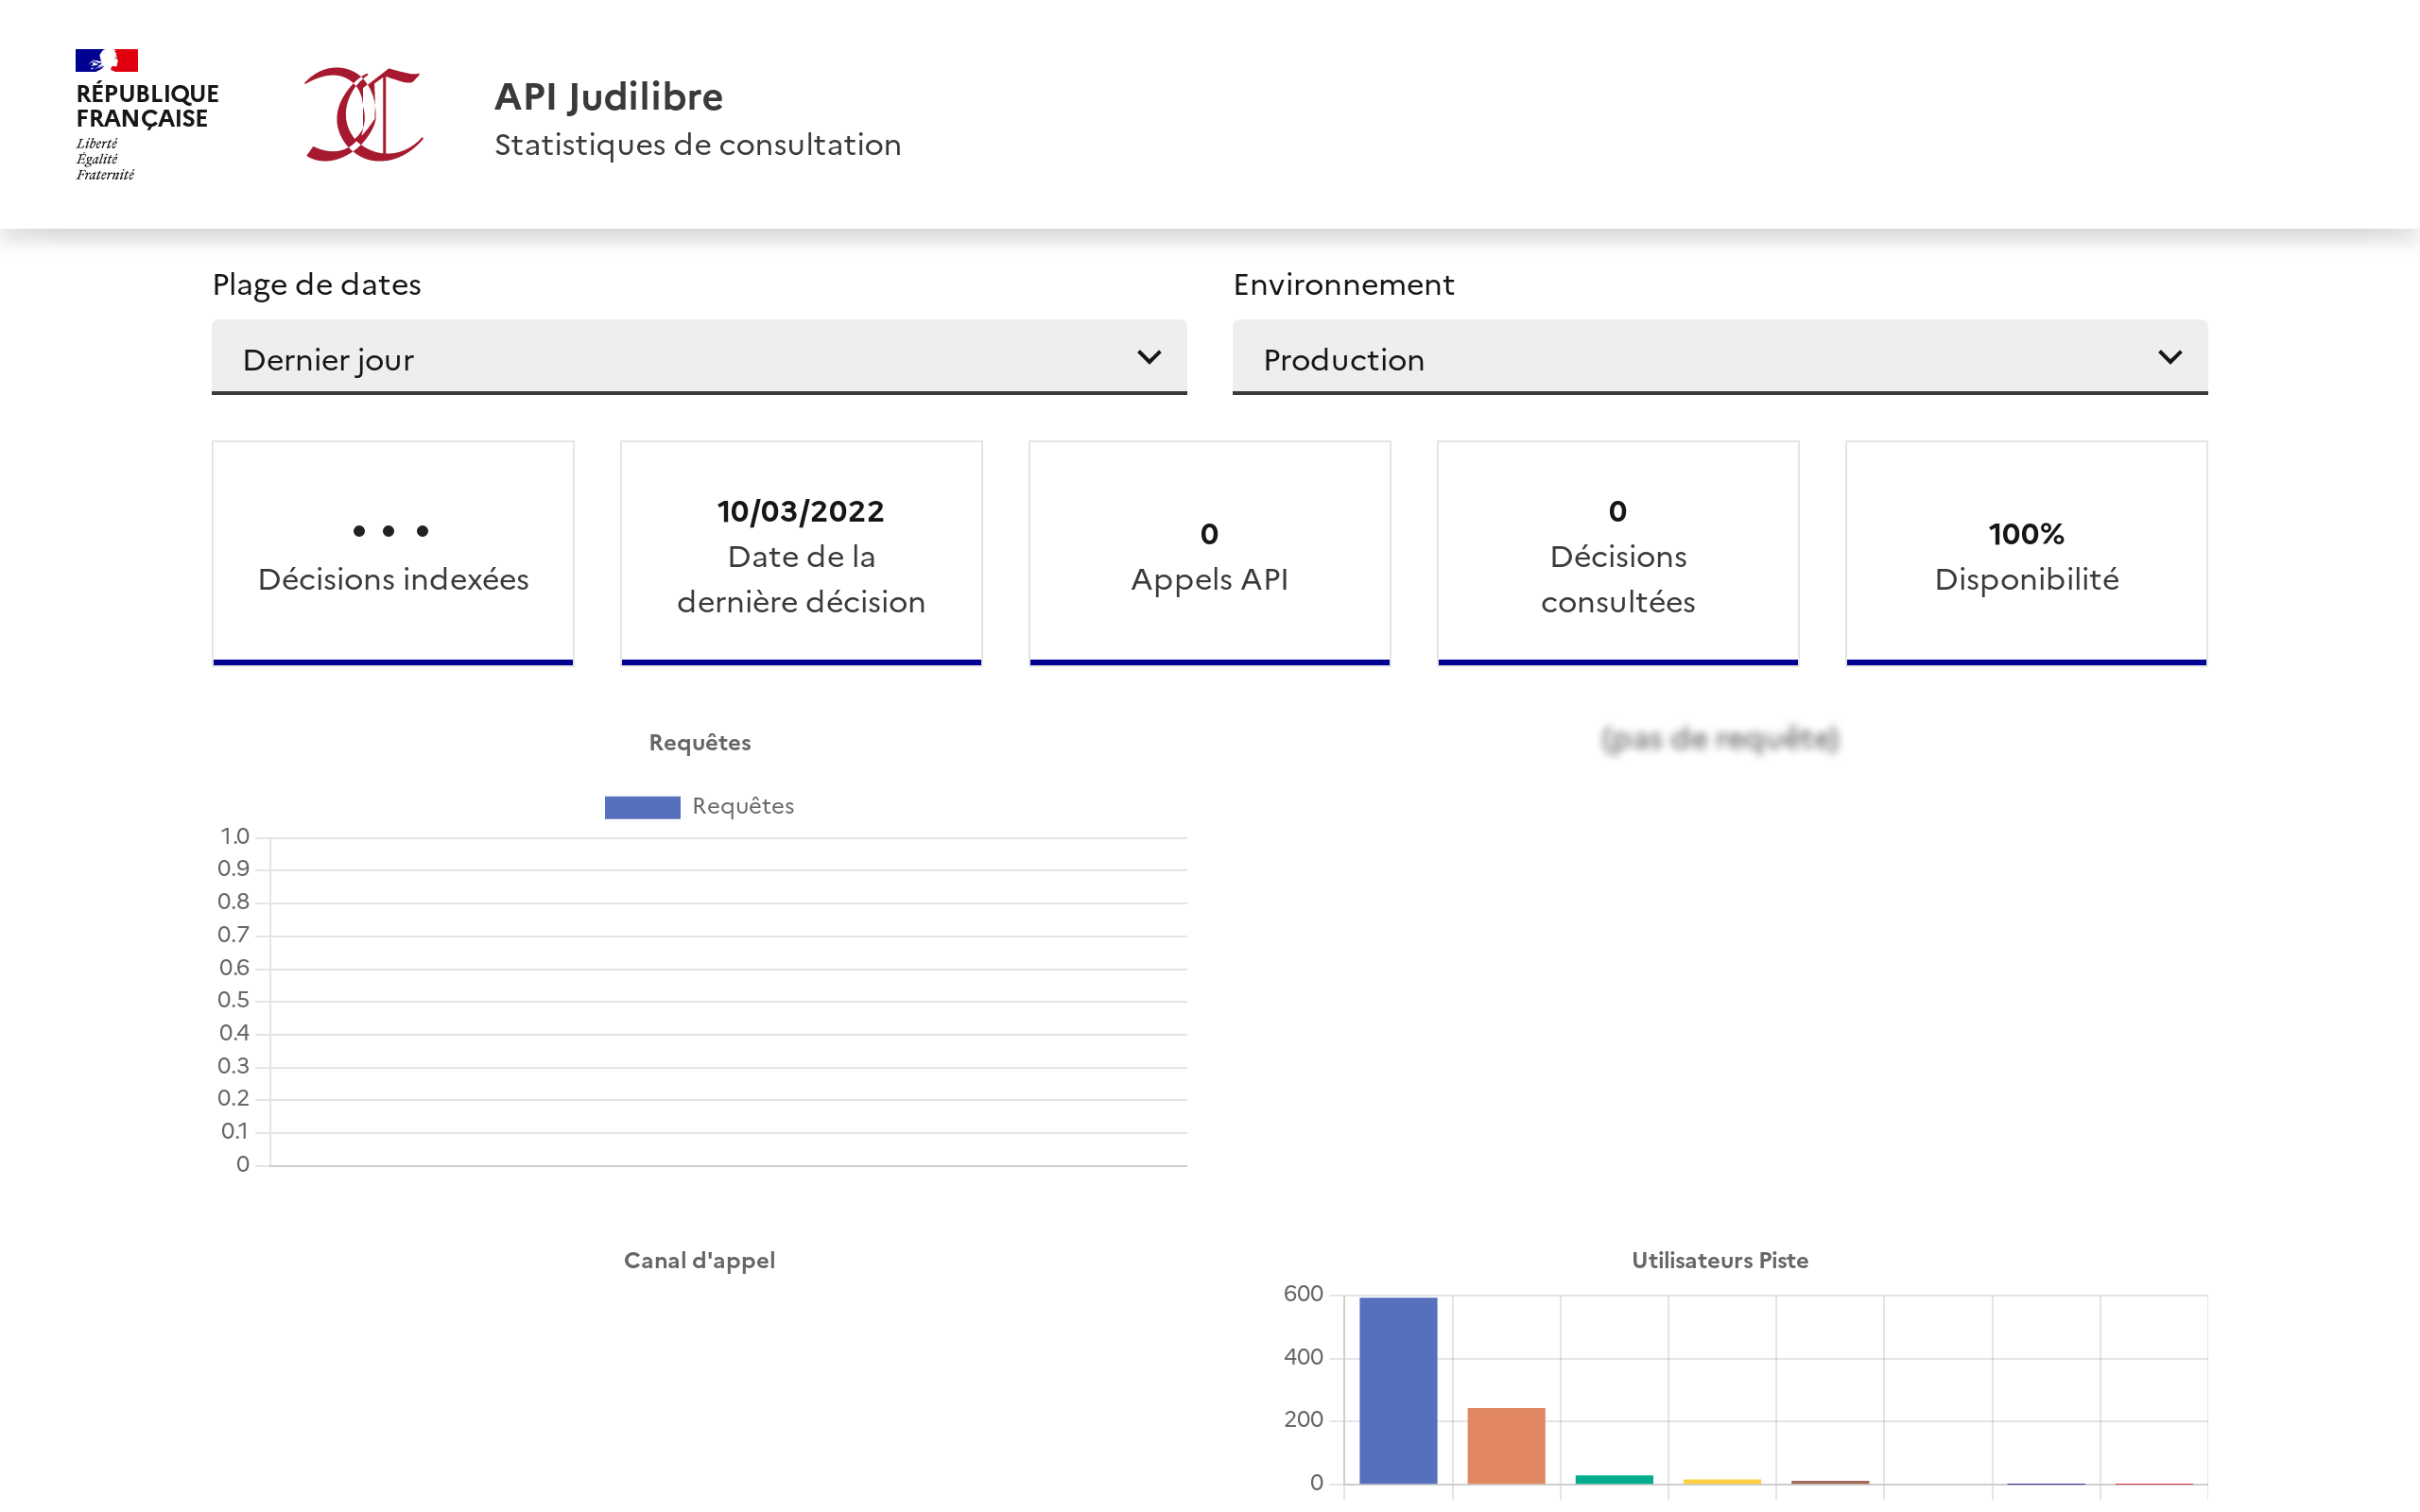 RÉPUBLIQUE
FRANÇAISE
Liberté
Égalité
Fraternité
API Judilibre
Statistiques de consultation
Plage de dates
Dernier jour
Environnement
Production
• • •
Décisions indexées
10/03/2022
Date de la
dernière décision
0
Appels API
0
Décisions
consultées
100%
Disponibilité
Requêtes
Requêtes
1.0
0.9
0.8
0.7
0.6
0.5
0.4
0.3
0.2
0.1
0
(pas de requête)
Canal d'appel
Utilisateurs Piste
600
400
200
0